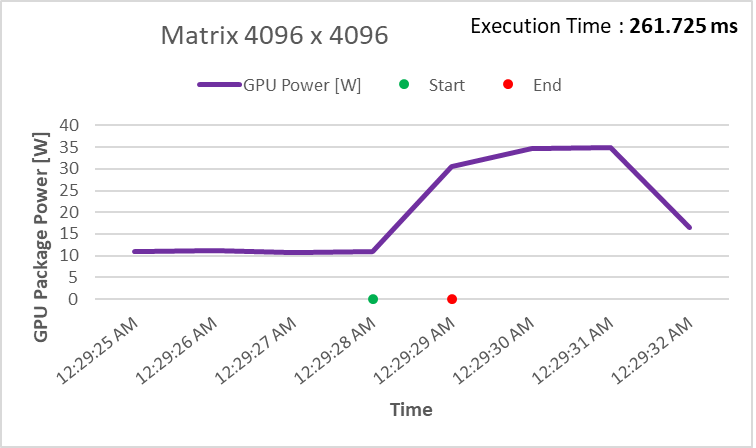 Matrix 4096 x 4096
Execution Time : 261.725 ms
GPU Power [W]
Start
End
GPU Package Power [W]
40
35
30
25
20
15
10
5
0
12:29:25 AM
12:29:26 AM
12:29:27 AM
12:29:28 AM
12:29:29 AM
12:29:30 AM
12:29:31 AM
12:29:32 AM
Time